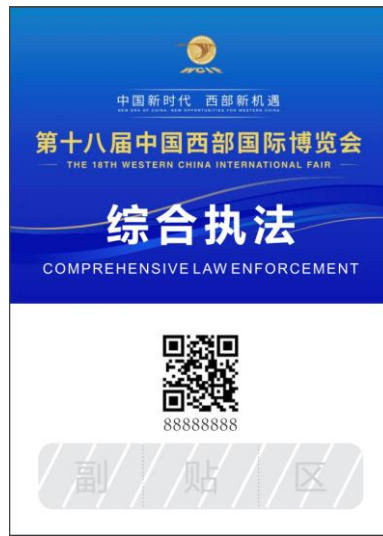 WCIF
中国新时代 西部新机遇
NEW ERA OF CHINA, NEW OPPORTUNITIES FOR WESTERN CHINA
第十八届中国西部国际博览会
THE 18TH WESTERN CHINA INTERNATIONAL FAIR
综合执法
COMPREHENSIVE LAW ENFORCEMENT
88888888
副 贴 区